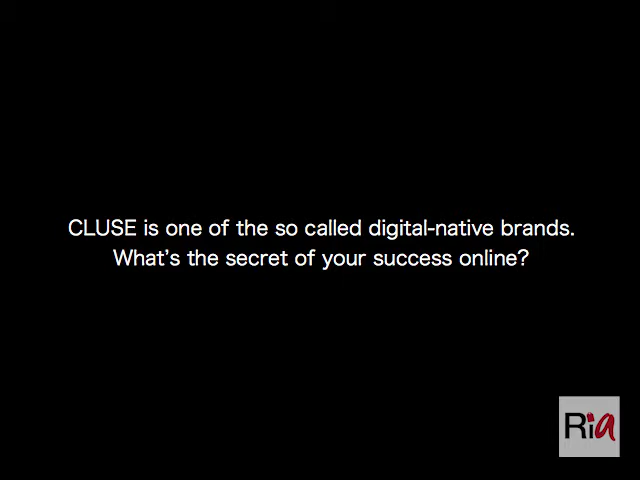 CLUSE is one of the so called digital-native brands.
What's the secret of your success online?
Ria